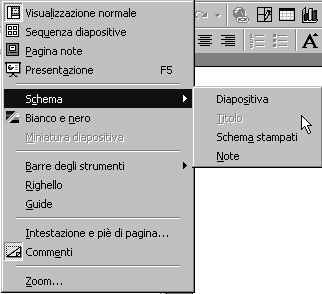 Visualizzazione normale
Sequenza diapositive
Pagina note
Presentazione F5
Schema
Bianco e nero
Miniatura diapositiva
Barre degli strumenti
Righello
Guide
Intestazione e piè di pagina...
Commenti
Zoom...
Diapositiva
Titolo
Schema stampati
Note